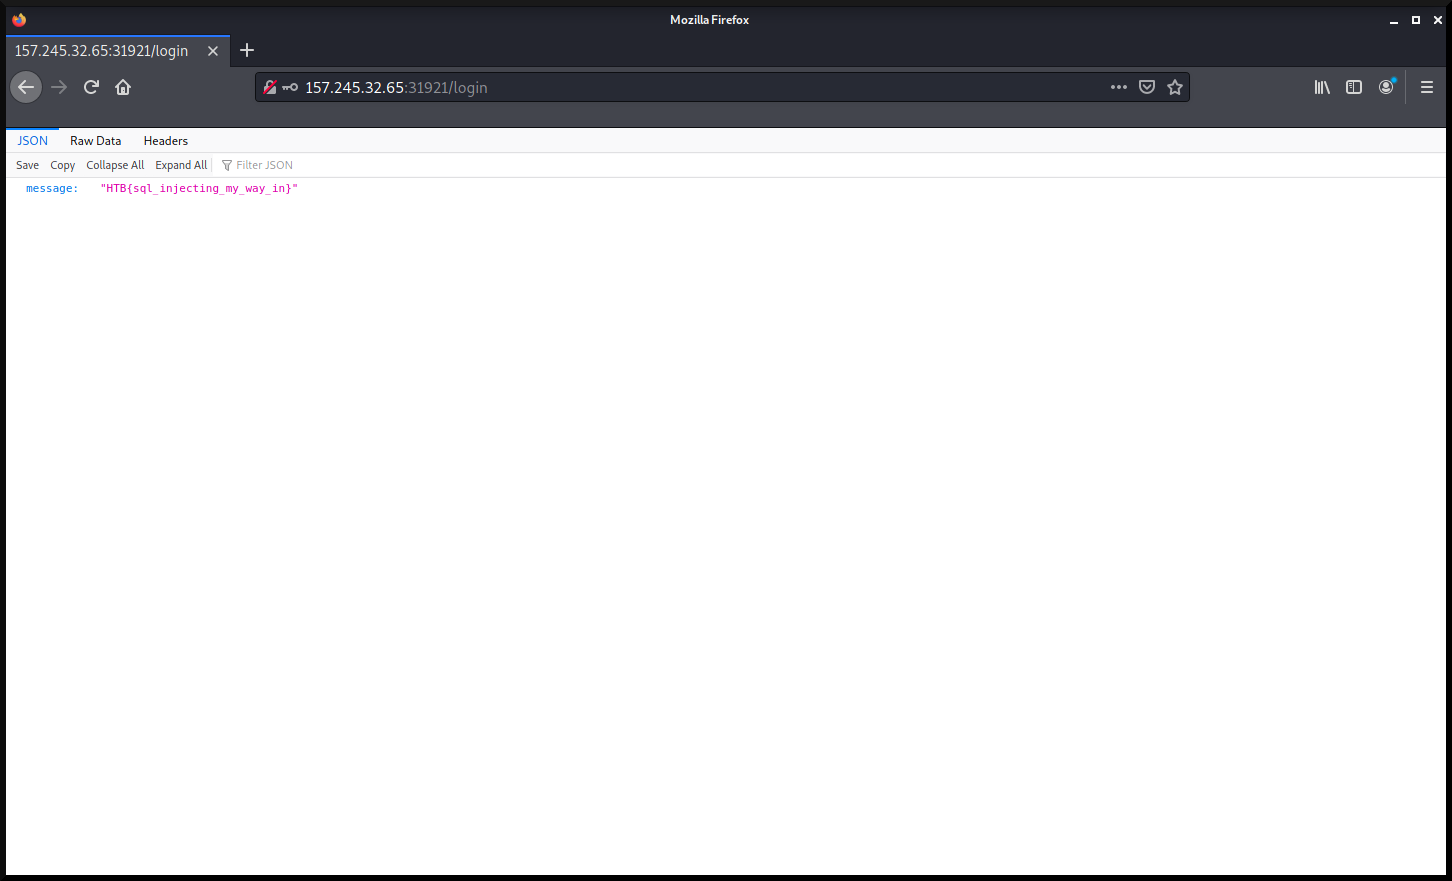 Mozilla Firefox
157.245.32.65:31921/login
157.245.32.65:31921/login
JSON Raw Data Headers
Save Copy Collapse All Expand All Filter JSON
message: "HTB{sql_injecting_my_way_in}"